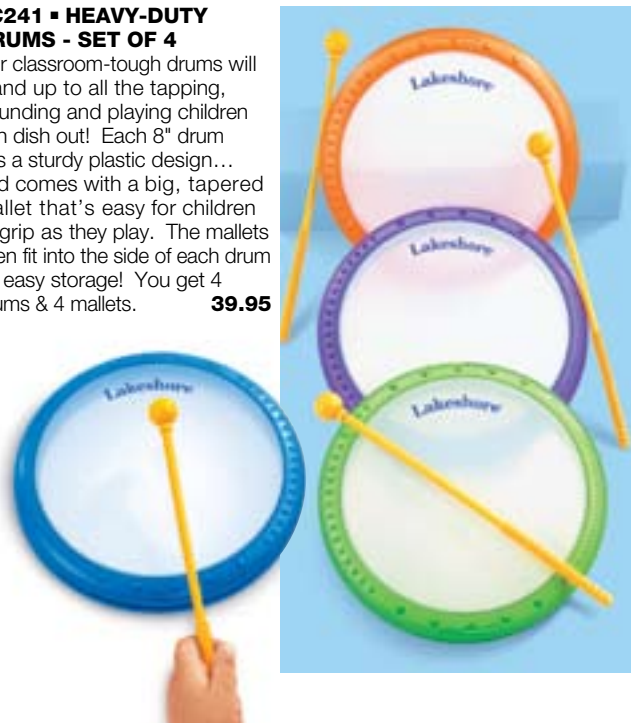 C241 ▪ HEAVY-DUTY
RUMS - SET OF 4
r classroom-tough drums will
and up to all the tapping,
unding and playing children
n dish out! Each 8" drum
s a sturdy plastic design…
d comes with a big, tapered
allet that's easy for children
grip as they play. The mallets
en fit into the side of each drum
easy storage! You get 4
ums & 4 mallets. 39.95
Lakeshore
Lakeshore
Lakeshore
Lakeshore